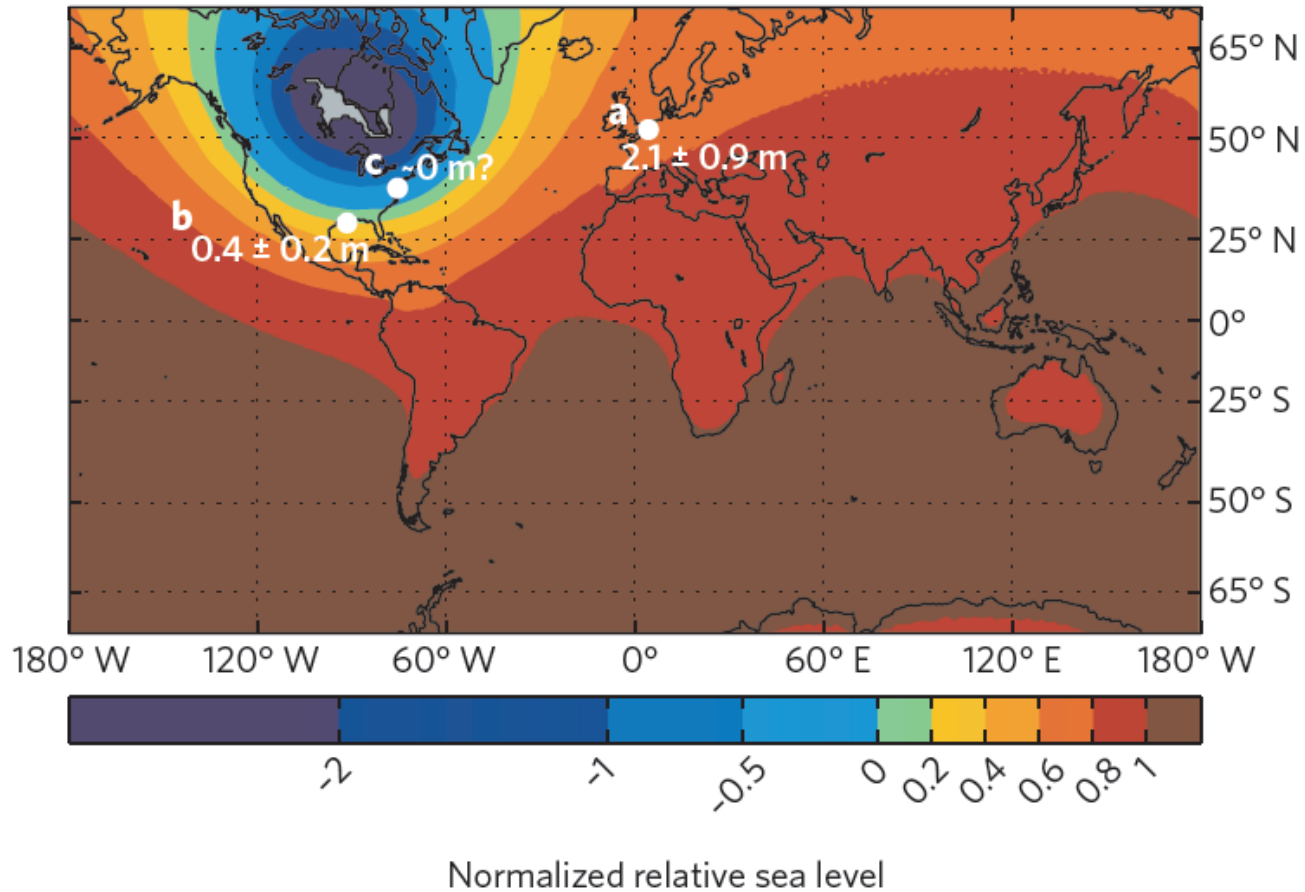 65° N
a
50° N
2.1 ± 0.9 m
c ~0 m?
b
0.4 ± 0.2 m
25° N
0°
25° S
50° S
65° S
180° W 120° W 60° W 0° 60° E 120° E 180° W
-2 -1 -0.5 0 0.2 0.4 0.6 0.8 1
Normalized relative sea level